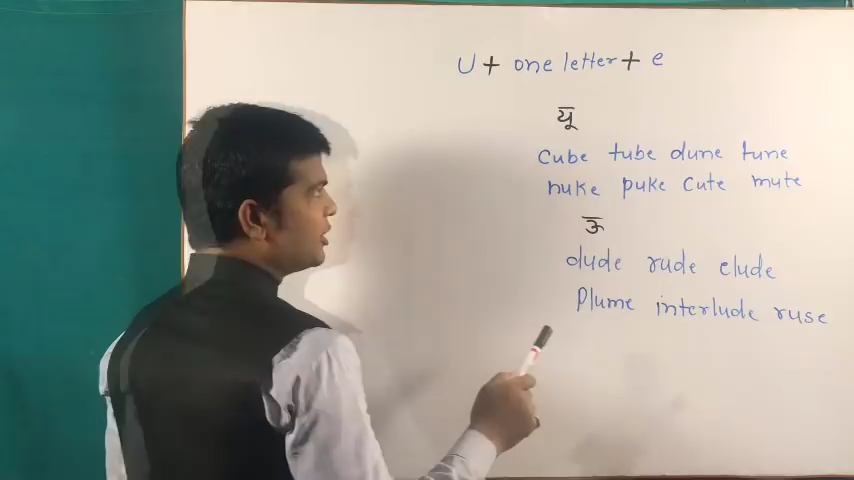 U + one letter + e
यू
cube tube dune tune
nuke puke cute mute
ऊ
dude rude elude
plume interlude ruse